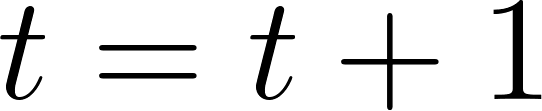 t = t + 1